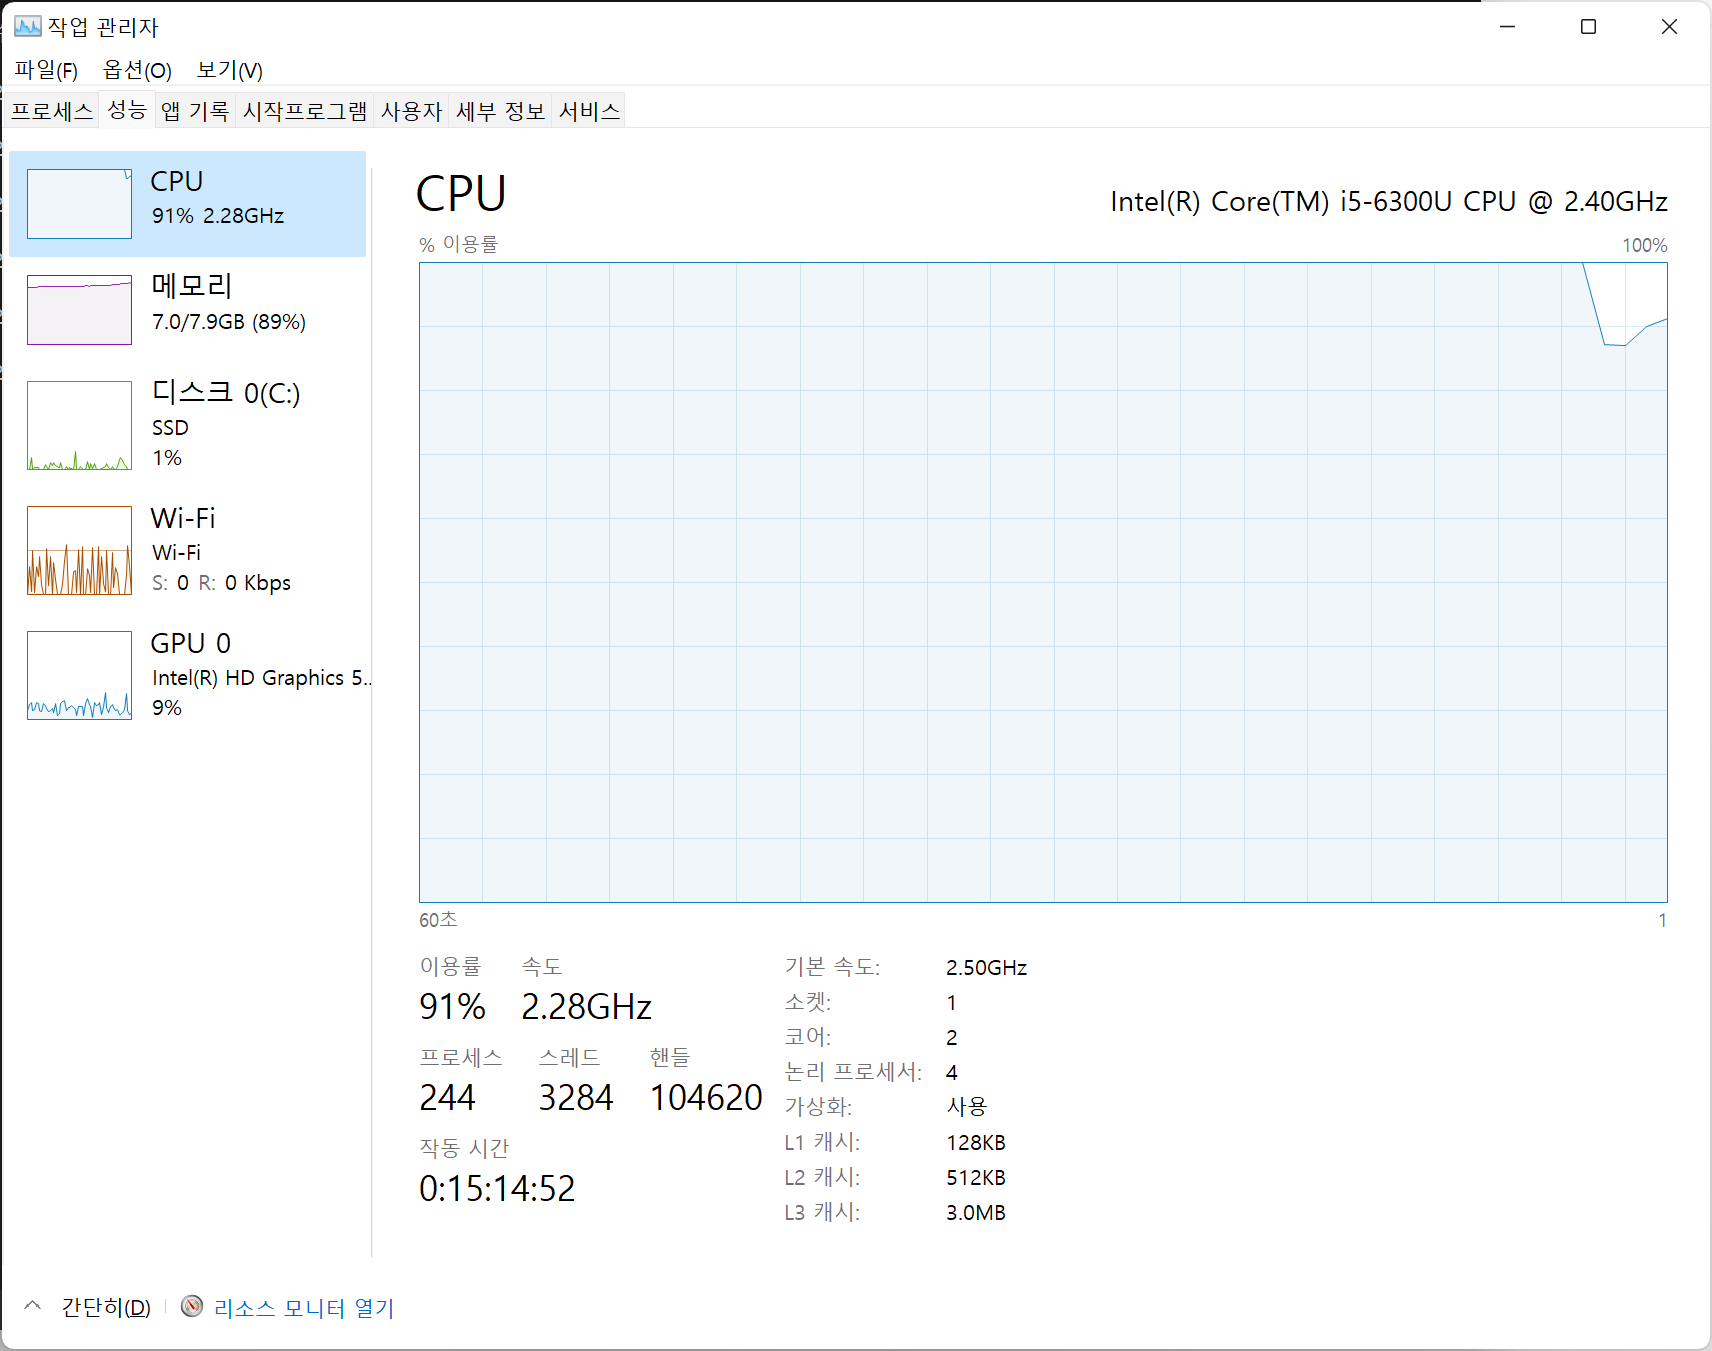 작업 관리자
파일(F) 옵션(O) 보기(V)
프로세스 성능 앱 기록 시작프로그램 사용자 세부 정보 서비스
CPU
91% 2.28GHz
메모리
7.0/7.9GB (89%)
디스크 0(C:)
SSD
1%
Wi-Fi
Wi-Fi
S: 0 R: 0 Kbps
GPU 0
Intel(R) HD Graphics 5..
9%
CPU
Intel(R) Core(TM) i5-6300U CPU @ 2.40GHz
% 이용률 100%
60초 1
이용률 속도
91% 2.28GHz
프로세스 스레드 핸들
244 3284 104620
작동 시간
0:15:14:52
기본 속도: 2.50GHz
소켓: 1
코어: 2
논리 프로세서: 4
가상화: 사용
L1 캐시: 128KB
L2 캐시: 512KB
L3 캐시: 3.0MB
간단히(D) 리소스 모니터 열기